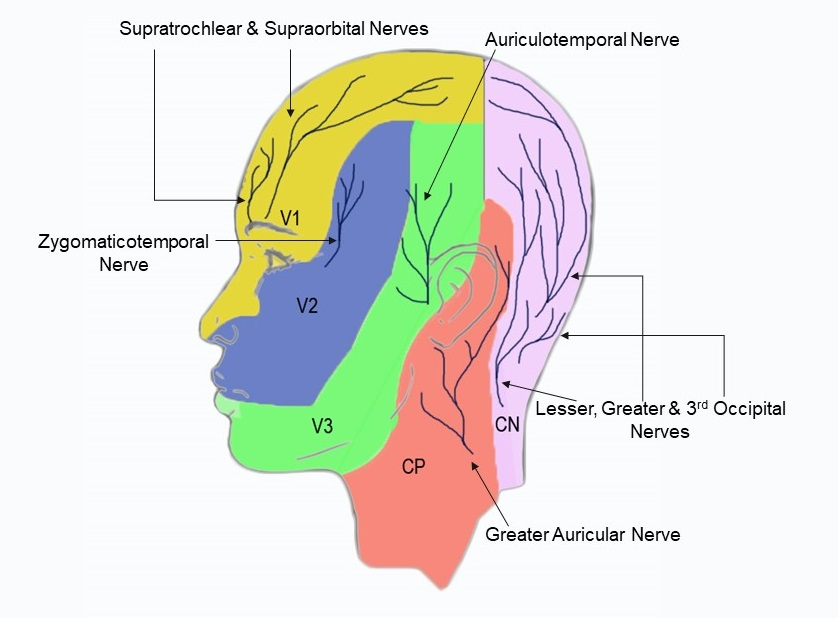 Supratrochlear & Supraorbital Nerves
Auriculotemporal Nerve
V1
Zygomaticotemporal
Nerve
V2
Lesser, Greater & 3rd Occipital
Nerves
V3
CN
CP
Greater Auricular Nerve